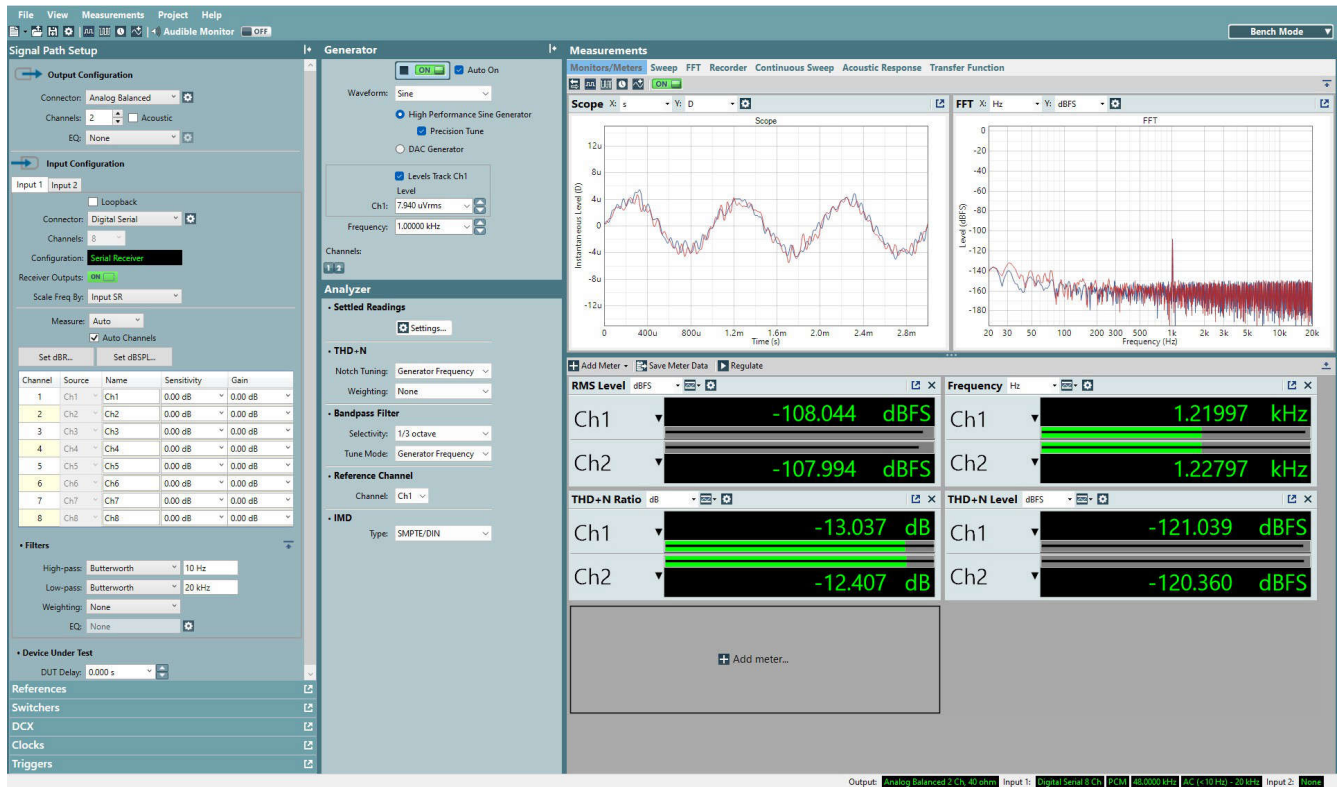 File View Measurements Project Help
Audible Monitor OFF
Bench Mode
Signal Path Setup
Output Configuration
Connector: Analog Balanced
Channels: 2 Acoustic
EQ: None
Input Configuration
Input 1 Input 2
Loopback
Connector: Digital Serial
Channels: 8
Configuration: Serial Receiver
Receiver Outputs: ON
Scale Freq By: Input SR
Measure: Auto
Auto Channels
Set dBR... Set dBSPL...
Channel Source Name Sensitivity Gain
1 Ch1 Ch1 0.00 dB 0.00 dB
2 Ch2 Ch2 0.00 dB 0.00 dB
3 Ch3 Ch3 0.00 dB 0.00 dB
4 Ch4 Ch4 0.00 dB 0.00 dB
5 Ch5 Ch5 0.00 dB 0.00 dB
6 Ch6 Ch6 0.00 dB 0.00 dB
7 Ch7 Ch7 0.00 dB 0.00 dB
8 Ch8 Ch8 0.00 dB 0.00 dB
Filters
High-pass: Butterworth 10 Hz
Low-pass: Butterworth 20 kHz
Weighting: None
EQ: None
Device Under Test
DUT Delay: 0.000 s
References
Switchers
DCX
Clocks
Triggers
Generator
ON Auto On
Waveform: Sine
High Performance Sine Generator
Precision Tune
DAC Generator
Levels Track Ch1
Level
Ch1: 7.940 uVrms
Frequency: 1.00000 kHz
Channels:
1 2
Analyzer
Settled Readings
Settings...
THD+N
Notch Tuning: Generator Frequency
Weighting: None
Bandpass Filter
Selectivity: 1/3 octave
Tune Mode: Generator Frequency
Reference Channel
Channel: Ch1
IMD
Type: SMPTE/DIN
Measurements
Monitors/Meters Sweep FFT Recorder Continuous Sweep Acoustic Response Transfer Function
ON
Scope X: s Y: D
Scope
Instantaneous Level (D)
12u
8u
4u
0
-4u
-8u
-12u
0 400u 800u 1.2m 1.6m 2.0m 2.4m 2.8m
Time (s)
FFT X: Hz Y: dBFS
FFT
Level (dBFS)
0
-20
-40
-60
-80
-100
-120
-140
-160
-180
20 30 50 100 200 300 500 1k 2k 3k 5k 10k 20k
Frequency (Hz)
Add Meter Save Meter Data Regulate
RMS Level dBFS
Ch1 -108.044 dBFS
Ch2 -107.994 dBFS
Frequency Hz
Ch1 1.21997 kHz
Ch2 1.22797 kHz
THD+N Ratio dB
Ch1 -13.037 dB
Ch2 -12.407 dB
THD+N Level dBFS
Ch1 -121.039 dBFS
Ch2 -120.360 dBFS
Add meter...
Output: Analog Balanced 2 Ch, 40 ohm Input 1: Digital Serial 8 Ch PCM 48.0000 kHz AC (<10 Hz) - 20 kHz Input 2: None